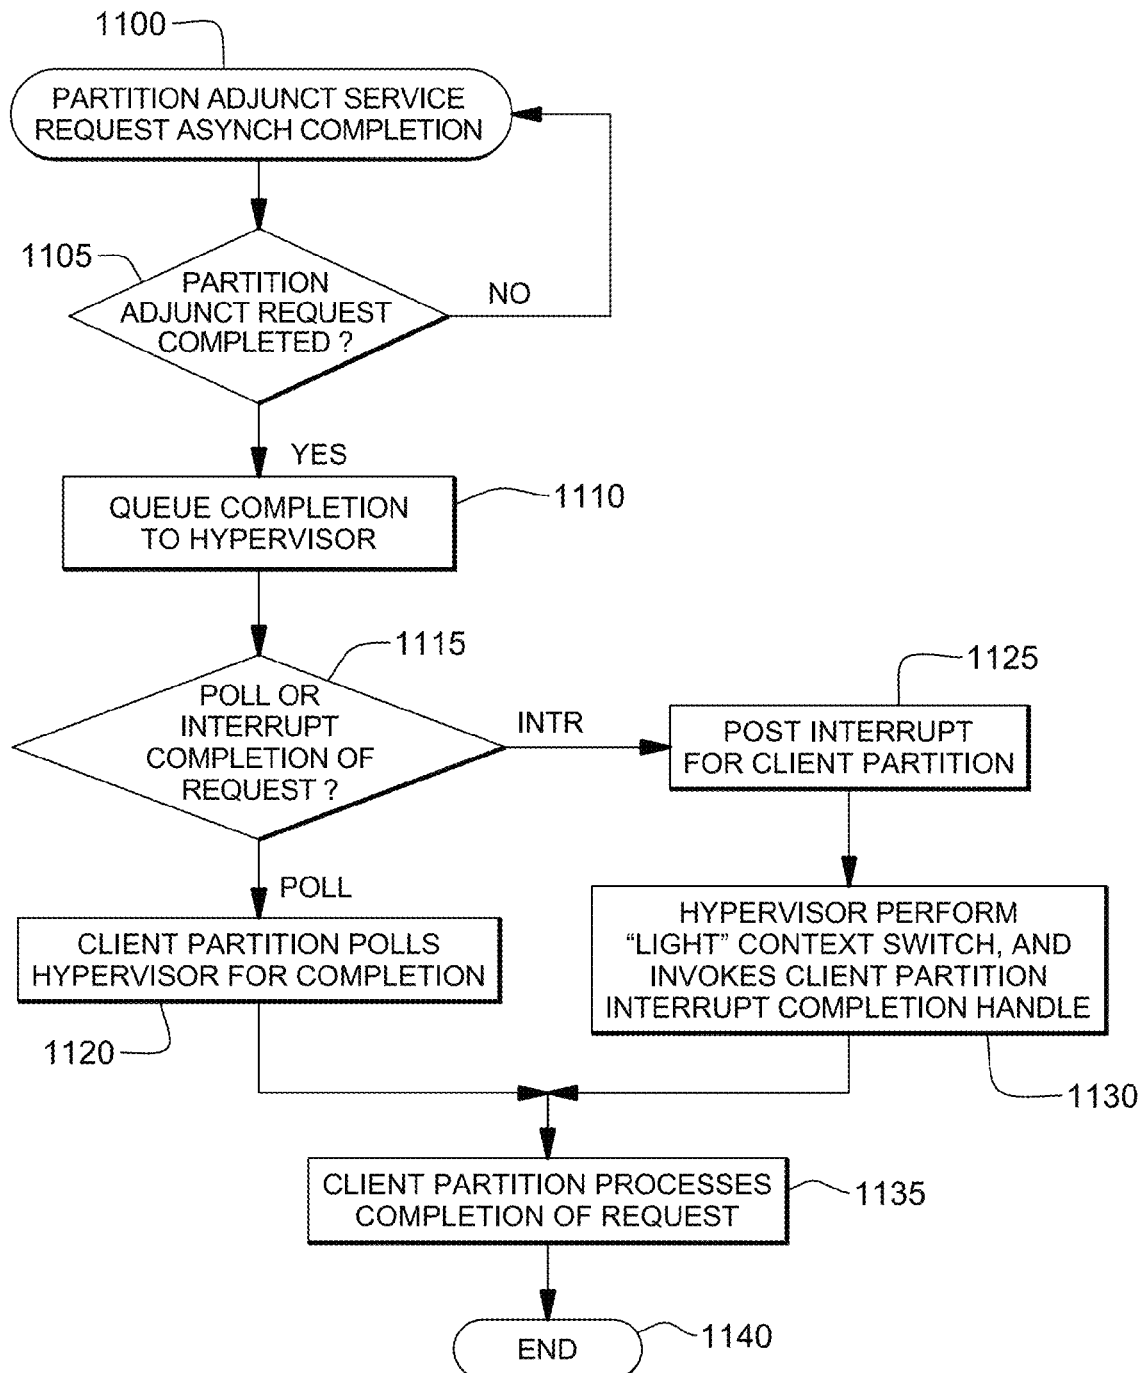 1100
PARTITION ADJUNCT SERVICE
REQUEST ASYNCH COMPLETION
1105
PARTITION
ADJUNCT REQUEST
COMPLETED ?
NO
YES
QUEUE COMPLETION
TO HYPERVISOR
1110
1115
POLL OR
INTERRUPT
COMPLETION OF
REQUEST ?
INTR
1125
POST INTERRUPT
FOR CLIENT PARTITION
POLL
CLIENT PARTITION POLLS
HYPERVISOR FOR COMPLETION
1120
HYPERVISOR PERFORM
“LIGHT” CONTEXT SWITCH, AND
INVOKES CLIENT PARTITION
INTERRUPT COMPLETION HANDLE
1130
CLIENT PARTITION PROCESSES
COMPLETION OF REQUEST
1135
END
1140